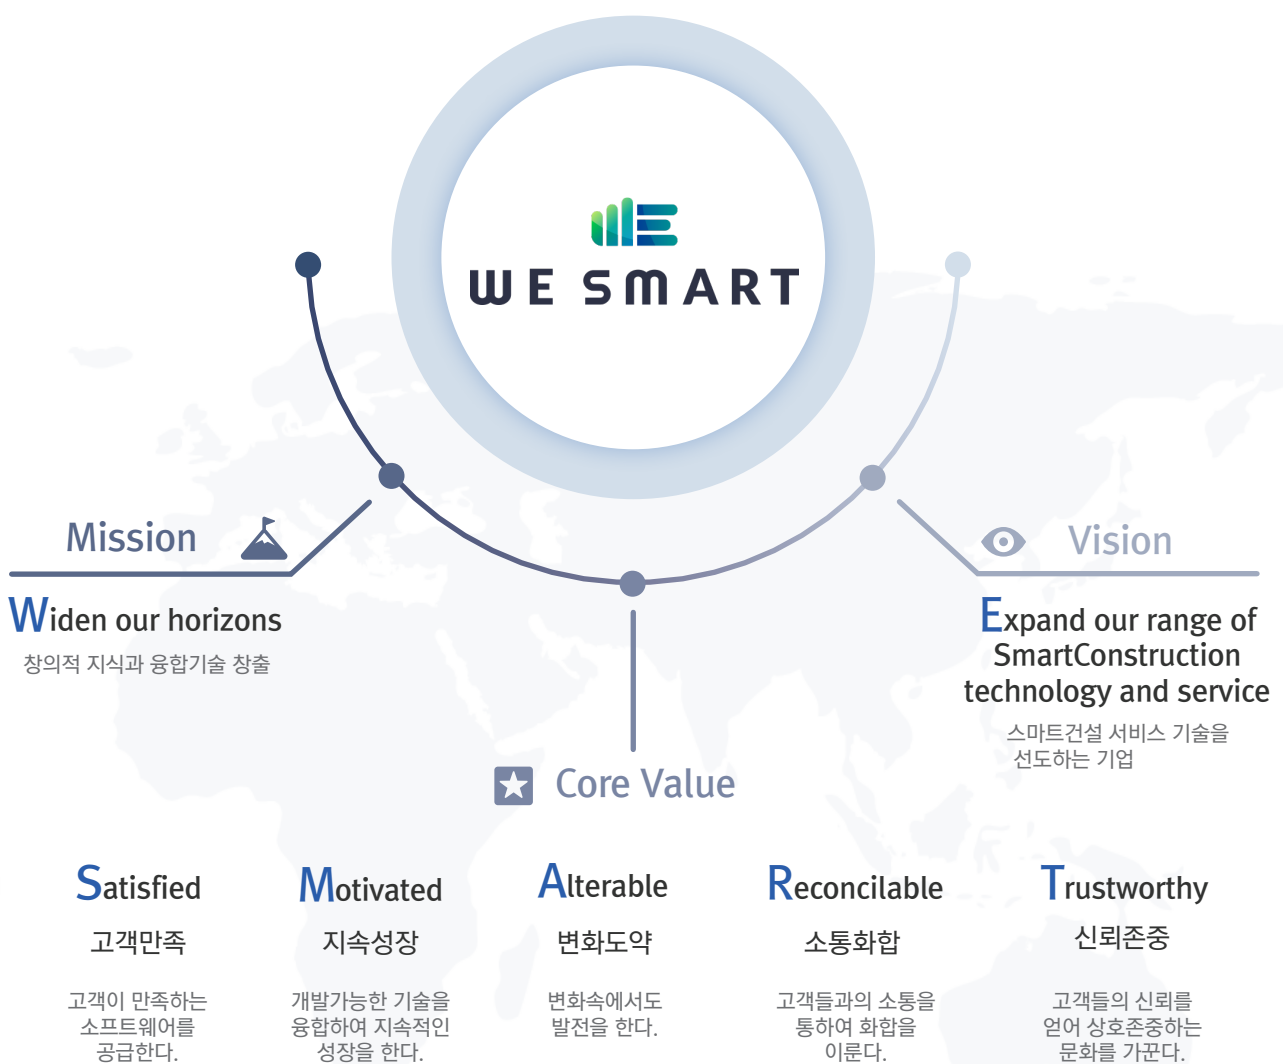 WE SMART
Mission
Widen our horizons
창의적 지식과 융합기술 창출
Vision
Expand our range of
SmartConstruction
technology and service
스마트건설 서비스 기술을
선도하는 기업
Core Value
Satisfied
고객만족
고객이 만족하는
소프트웨어를
공급한다.
Motivated
지속성장
개발가능한 기술을
융합하여 지속적인
성장을 한다.
Alterable
변화도약
변화속에서도
발전을 한다.
Reconcilable
소통화합
고객들과의 소통을
통하여 화합을
이룬다.
Trustworthy
신뢰존중
고객들의 신뢰를
얻어 상호존중하는
문화를 가꾼다.